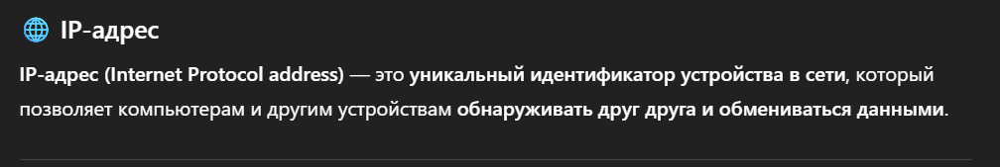 IP-адрес
IP-адрес (Internet Protocol address) — это уникальный идентификатор устройства в сети, который
позволяет компьютерам и другим устройствам обнаруживать друг друга и обмениваться данными.